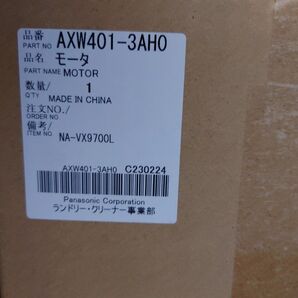 品番 AXW401-3AH0
PART NO
品名 モータ
PART NAME MOTOR
数量/ 1
Q'TY MADE IN CHINA
注文NO./
ORDER NO
備考/ NA-VX9700L
ITEM NO.
AXW401-3AH0 C230224
Panasonic Corporation
ランドリー・クリーナー事業部